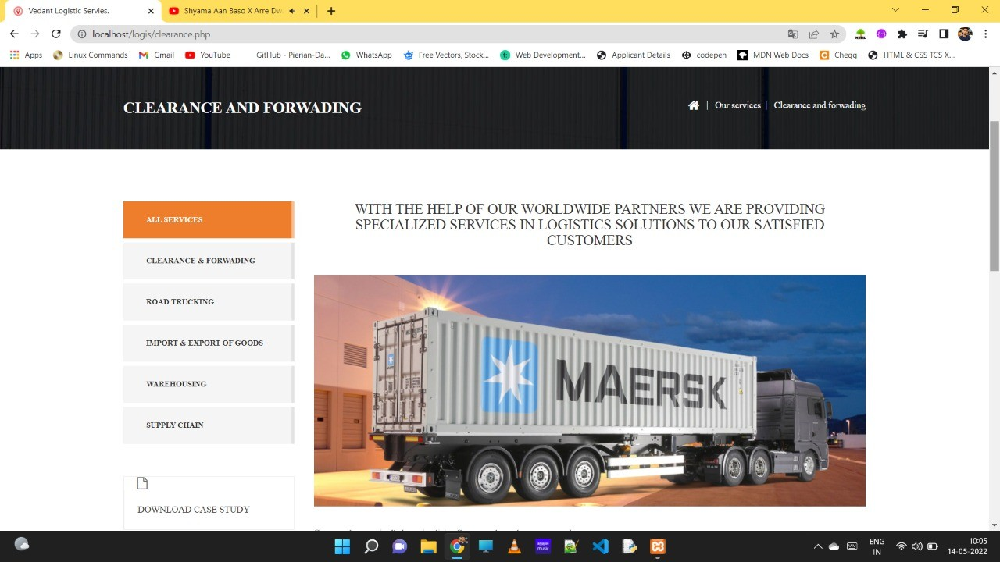 Vedant Logistic Servies.
Shyama Aan Baso X Arre Dw
localhost/logis/clearance.php
Apps
Linux Commands
Gmail
YouTube
GitHub - Pierian-Da...
WhatsApp
Free Vectors, Stock...
Web Development...
Applicant Details
codepen
MDN Web Docs
Chegg
HTML & CSS TCS X...
CLEARANCE AND FORWADING
| Our services | Clearance and forwading
ALL SERVICES
CLEARANCE & FORWADING
ROAD TRUCKING
IMPORT & EXPORT OF GOODS
WAREHOUSING
SUPPLY CHAIN
DOWNLOAD CASE STUDY
WITH THE HELP OF OUR WORLDWIDE PARTNERS WE ARE PROVIDING
SPECIALIZED SERVICES IN LOGISTICS SOLUTIONS TO OUR SATISFIED
CUSTOMERS
MAERSK
ENG
IN
10:05
14-05-2022